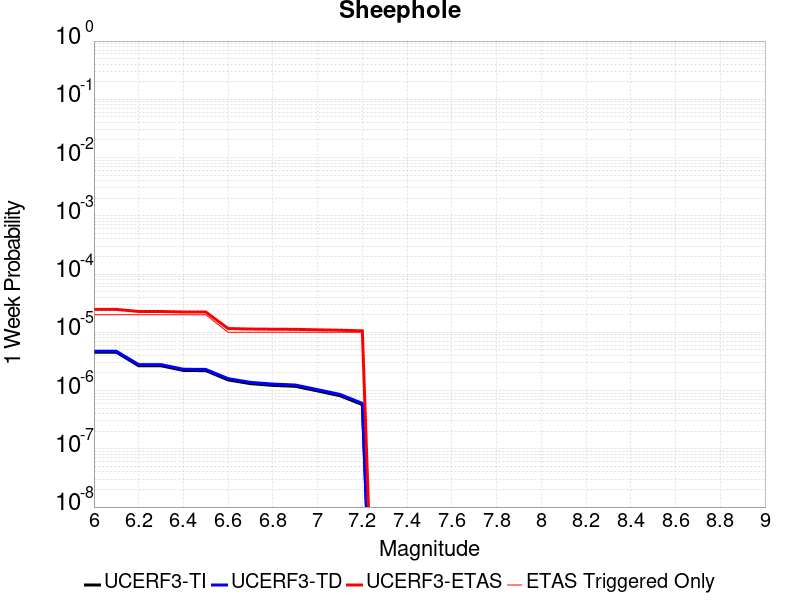 Sheephole
10^0
10^-1
10^-2
10^-3
10^-4
10^-5
10^-6
10^-7
10^-8
1 Week Probability
6 6.2 6.4 6.6 6.8 7 7.2 7.4 7.6 7.8 8 8.2 8.4 8.6 8.8 9
Magnitude
UCERF3-TI UCERF3-TD UCERF3-ETAS ETAS Triggered Only